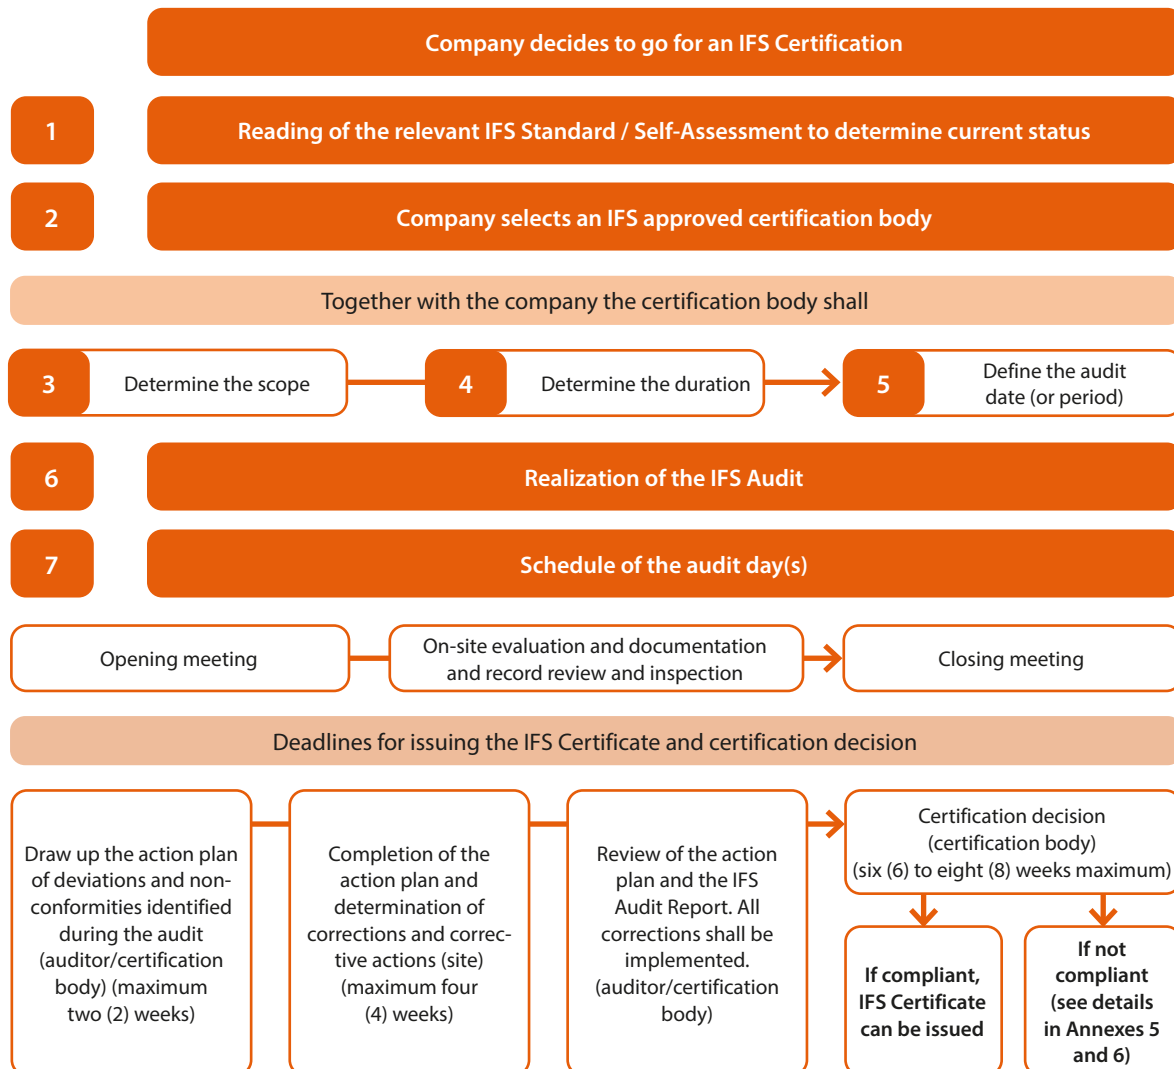 Company decides to go for an IFS Certification
1
Reading of the relevant IFS Standard / Self-Assessment to determine current status
2
Company selects an IFS approved certification body
Together with the company the certification body shall
3
Determine the scope
4
Determine the duration
5
Define the audit
date (or period)
6
Realization of the IFS Audit
7
Schedule of the audit day(s)
Opening meeting
On-site evaluation and documentation
and record review and inspection
Closing meeting
Deadlines for issuing the IFS Certificate and certification decision
Draw up the action plan
of deviations and non-
conformities identified
during the audit
(auditor/certification
body) (maximum
two (2) weeks)
Completion of the
action plan and
determination of
corrections and correc-
tive actions (site)
(maximum four
(4) weeks)
Review of the action
plan and the IFS
Audit Report. All
corrections shall be
implemented.
(auditor/certification
body)
Certification decision
(certification body)
(six (6) to eight (8) weeks maximum)
If compliant,
IFS Certificate
can be issued
If not
compliant
(see details
in Annexes 5
and 6)